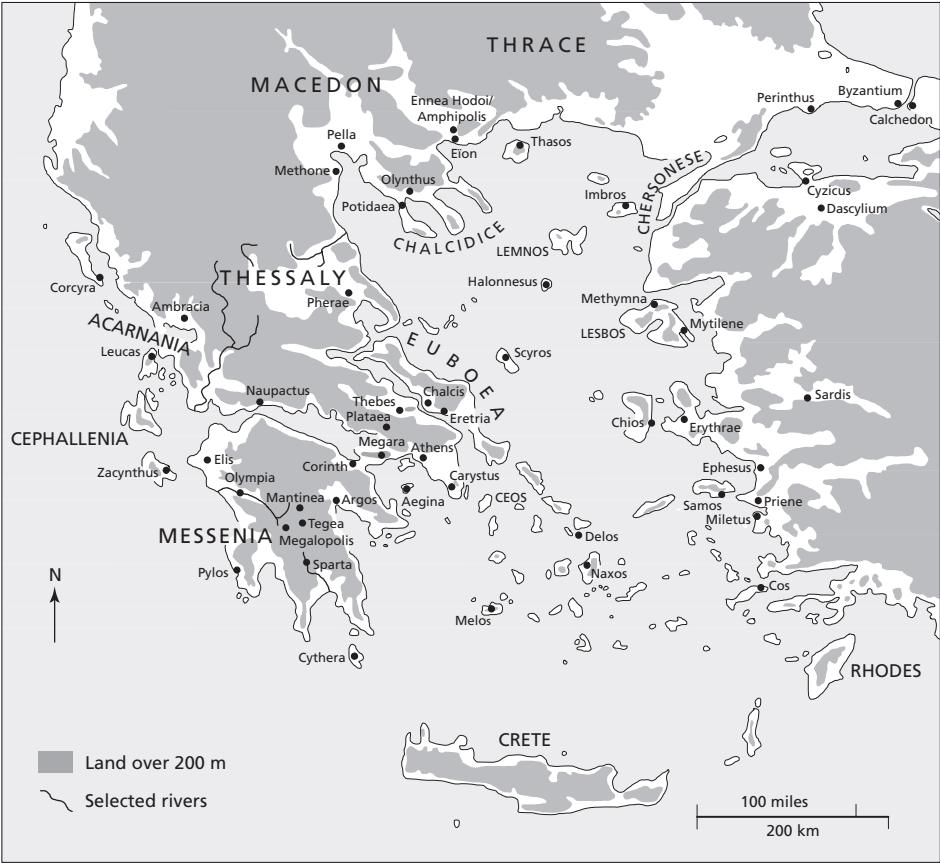 THRACE
MACEDON
Ennea Hodoi/
Amphipolis
Byzantium
Perinthus
Calchedon
Pella
Eïon
Thasos
Methone
Olynthus
Potidaea
CHALCIDICE
Imbros
CHERSONESE
Cyzicus
Dascylium
LEMNOS
THESSALY
Corcyra
Pherae
Halonnesus
Methymna
Ambracia
ACARNANIA
LESBOS
Mytilene
Leucas
EUBOEA
Scyros
Naupactus
Chalcis
Thebes
Plataea
Eretria
Sardis
Chios
Erythrae
CEPHALLENIA
Megara
Athens
Zacynthus
Elis
Corinth
Ephesus
Olympia
Carystus
Mantinea
Argos
Aegina
CEOS
Samos
Priene
Miletus
Tegea
MESSENIA
Megalopolis
Delos
Pylos
Sparta
Naxos
Cos
N
Melos
Cythera
RHODES
CRETE
Land over 200 m
Selected rivers
100 miles
200 km